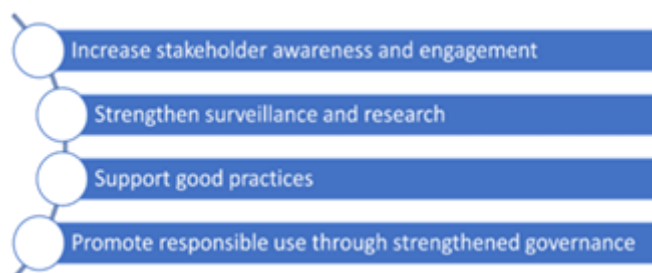 Increase stakeholder awareness and engagement
Strengthen surveillance and research
Support good practices
Promote responsible use through strengthened governance